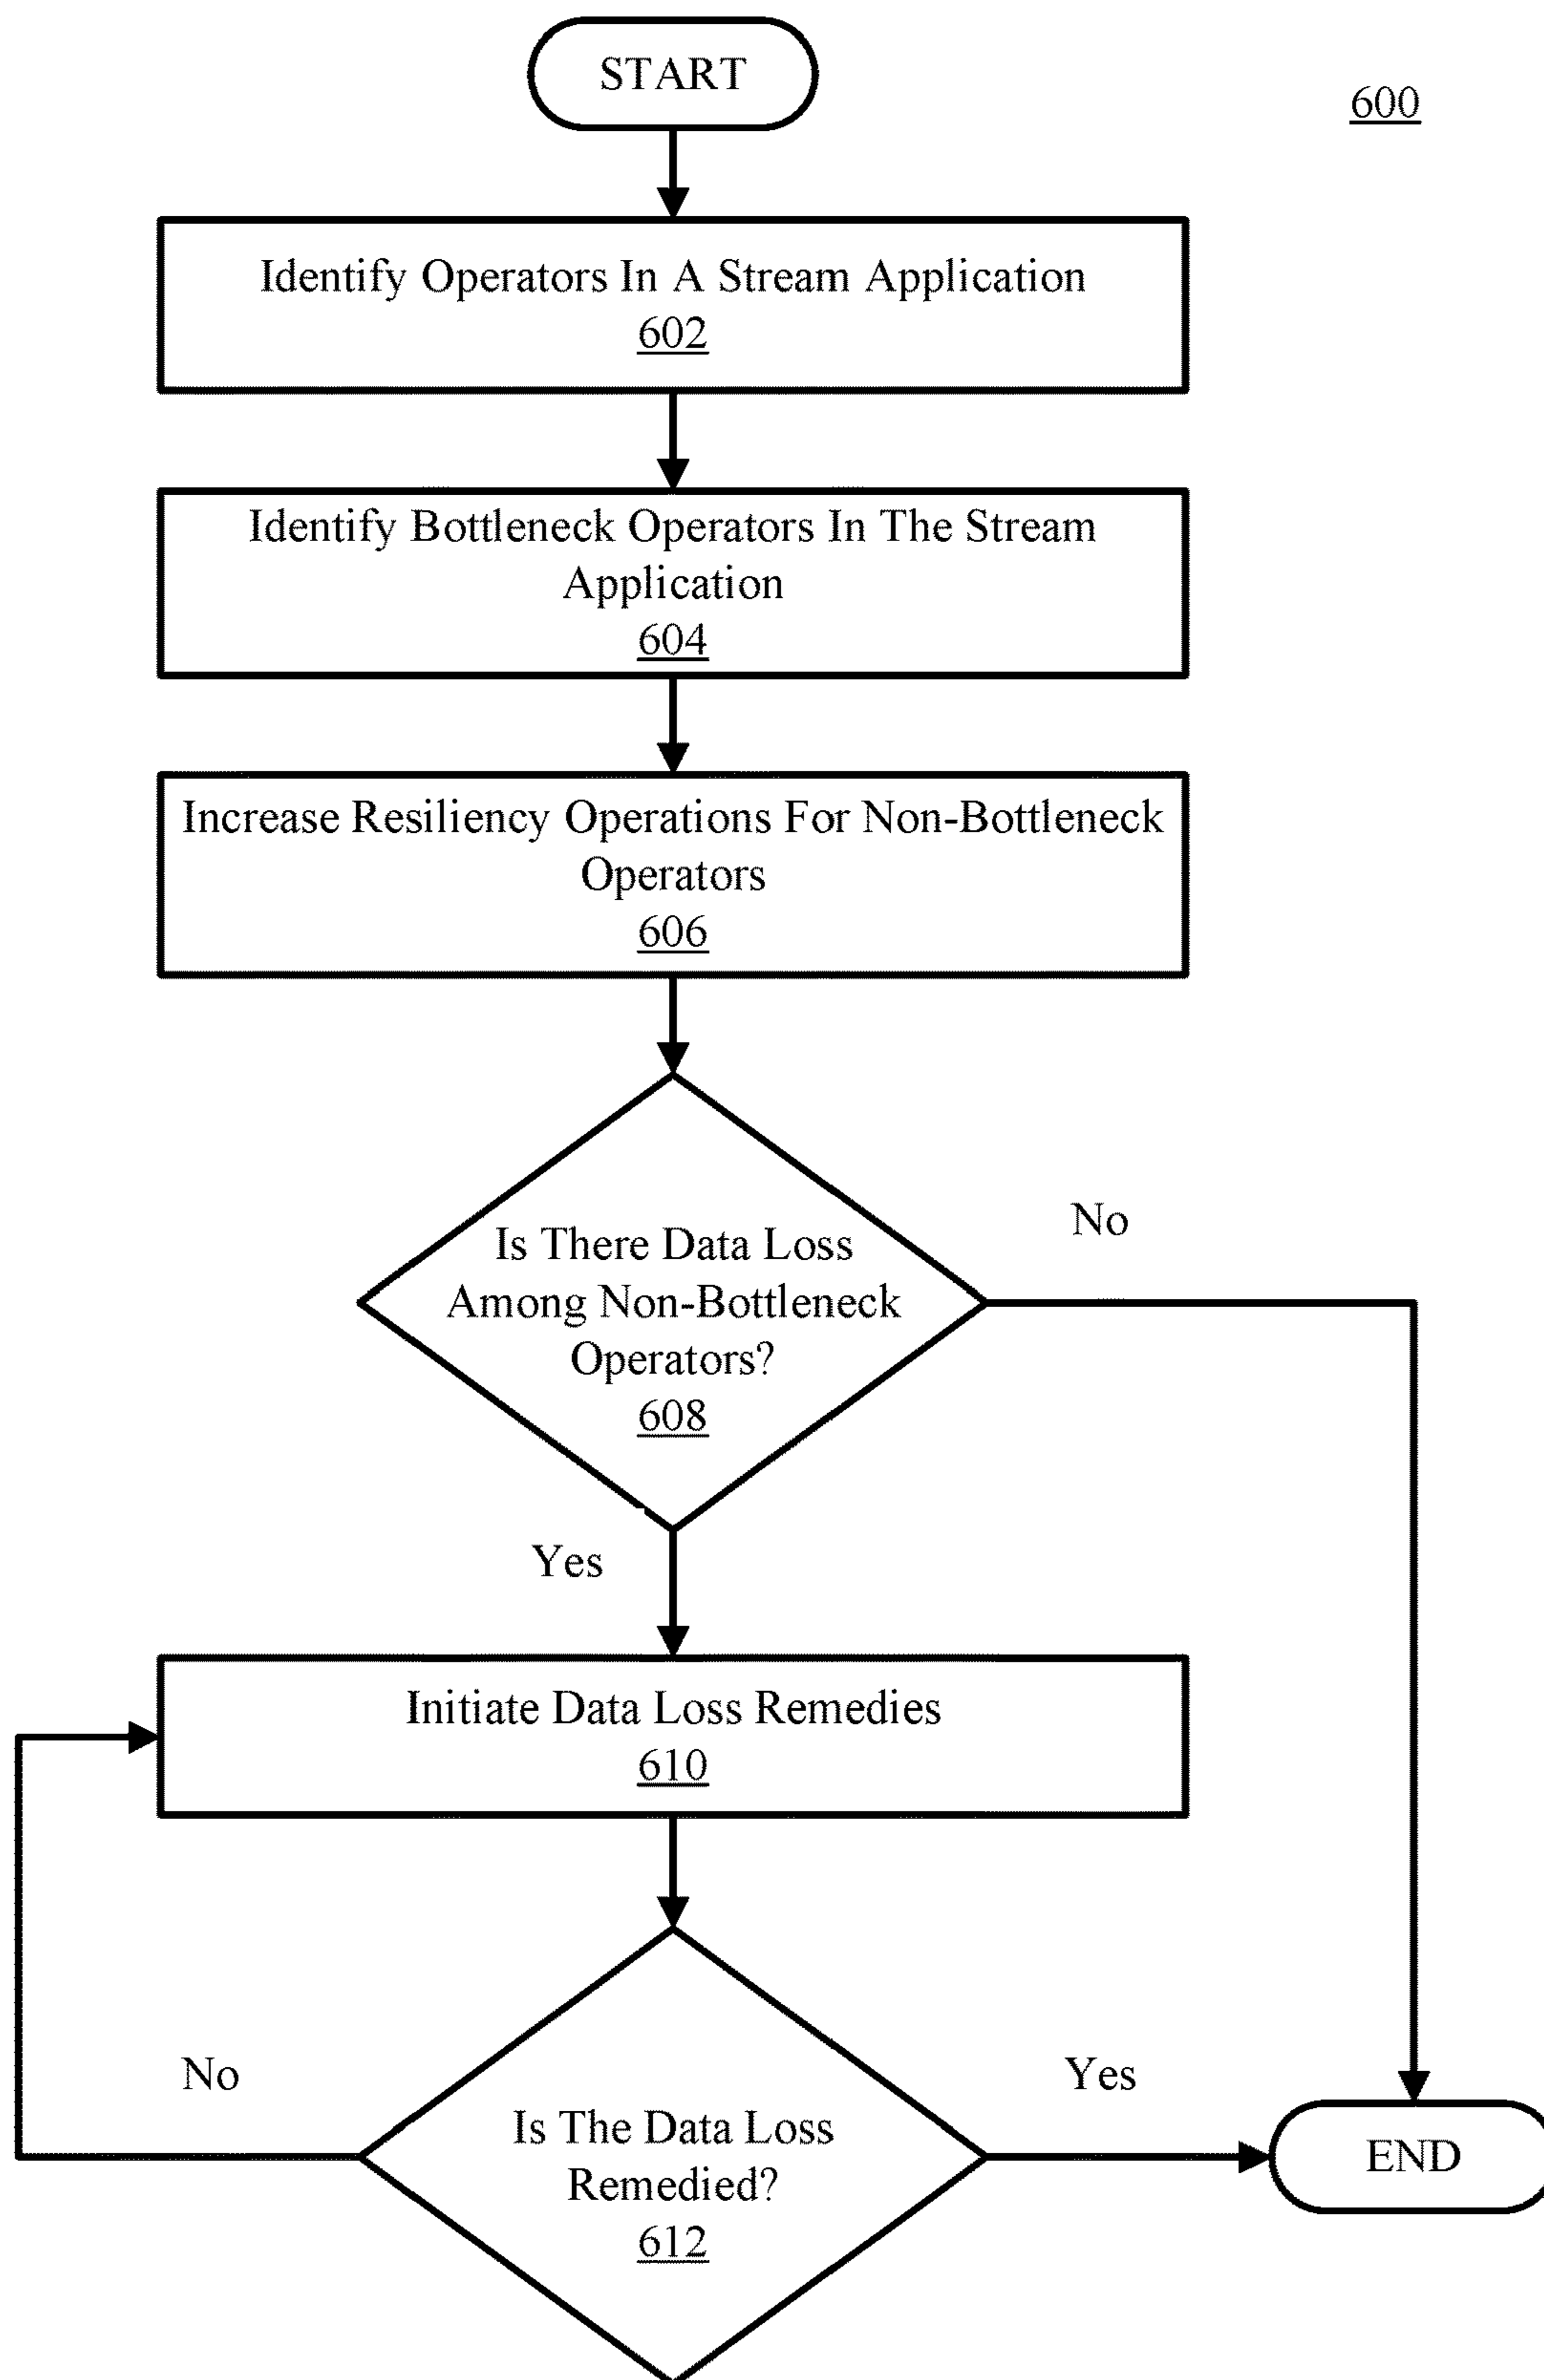 START
600
Identify Operators In A Stream Application
602
Identify Bottleneck Operators In The Stream
Application
604
Increase Resiliency Operations For Non-Bottleneck
Operators
606
Is There Data Loss
Among Non-Bottleneck
Operators?
608
No
Yes
Initiate Data Loss Remedies
610
No
Yes
Is The Data Loss
Remedied?
612
END